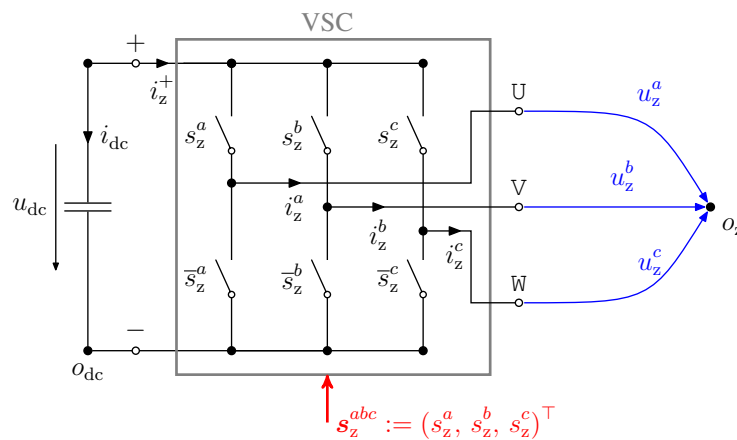 VSC
+
i_z^+
U
u_z^a
s_z^a
s_z^b
s_z^c
i_dc
u_dc
V
u_z^b
i_z^a
i_z^b
i_z^c
o_z
s̄_z^a
s̄_z^b
s̄_z^c
W
u_z^c
−
o_dc
s_z^{abc} := (s_z^a, s_z^b, s_z^c)^⊤